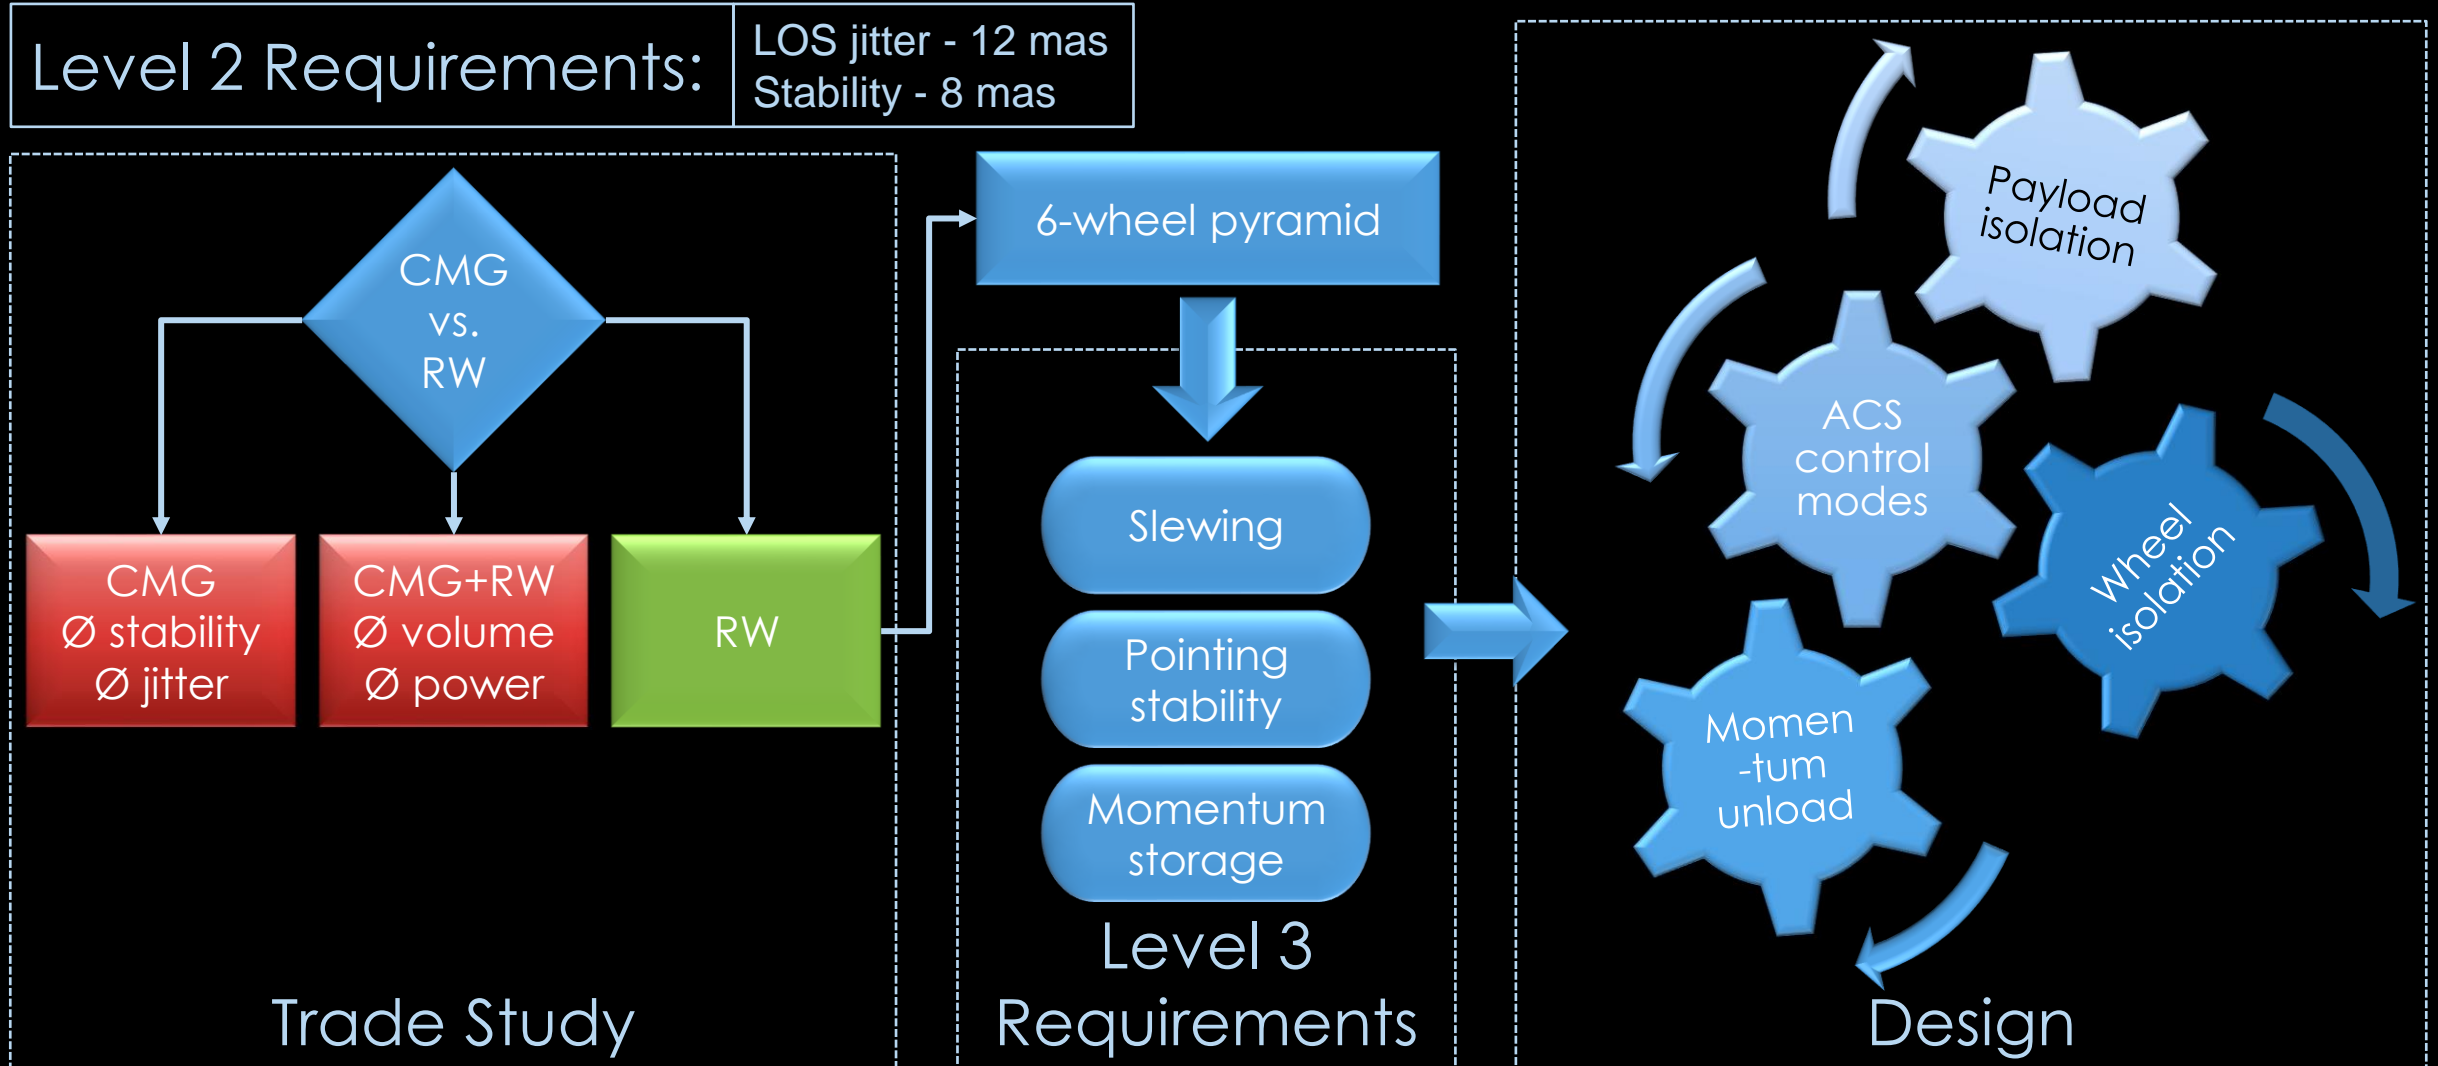 Level 2 Requirements:
LOS jitter - 12 mas
Stability - 8 mas
CMG
vs.
RW
CMG
Ø stability
Ø jitter
CMG+RW
Ø volume
Ø power
RW
Trade Study
6-wheel pyramid
Slewing
Pointing
stability
Momentum
storage
Level 3
Requirements
Payload
isolation
ACS
control
modes
Wheel
isolation
Momen
-tum
unload
Design